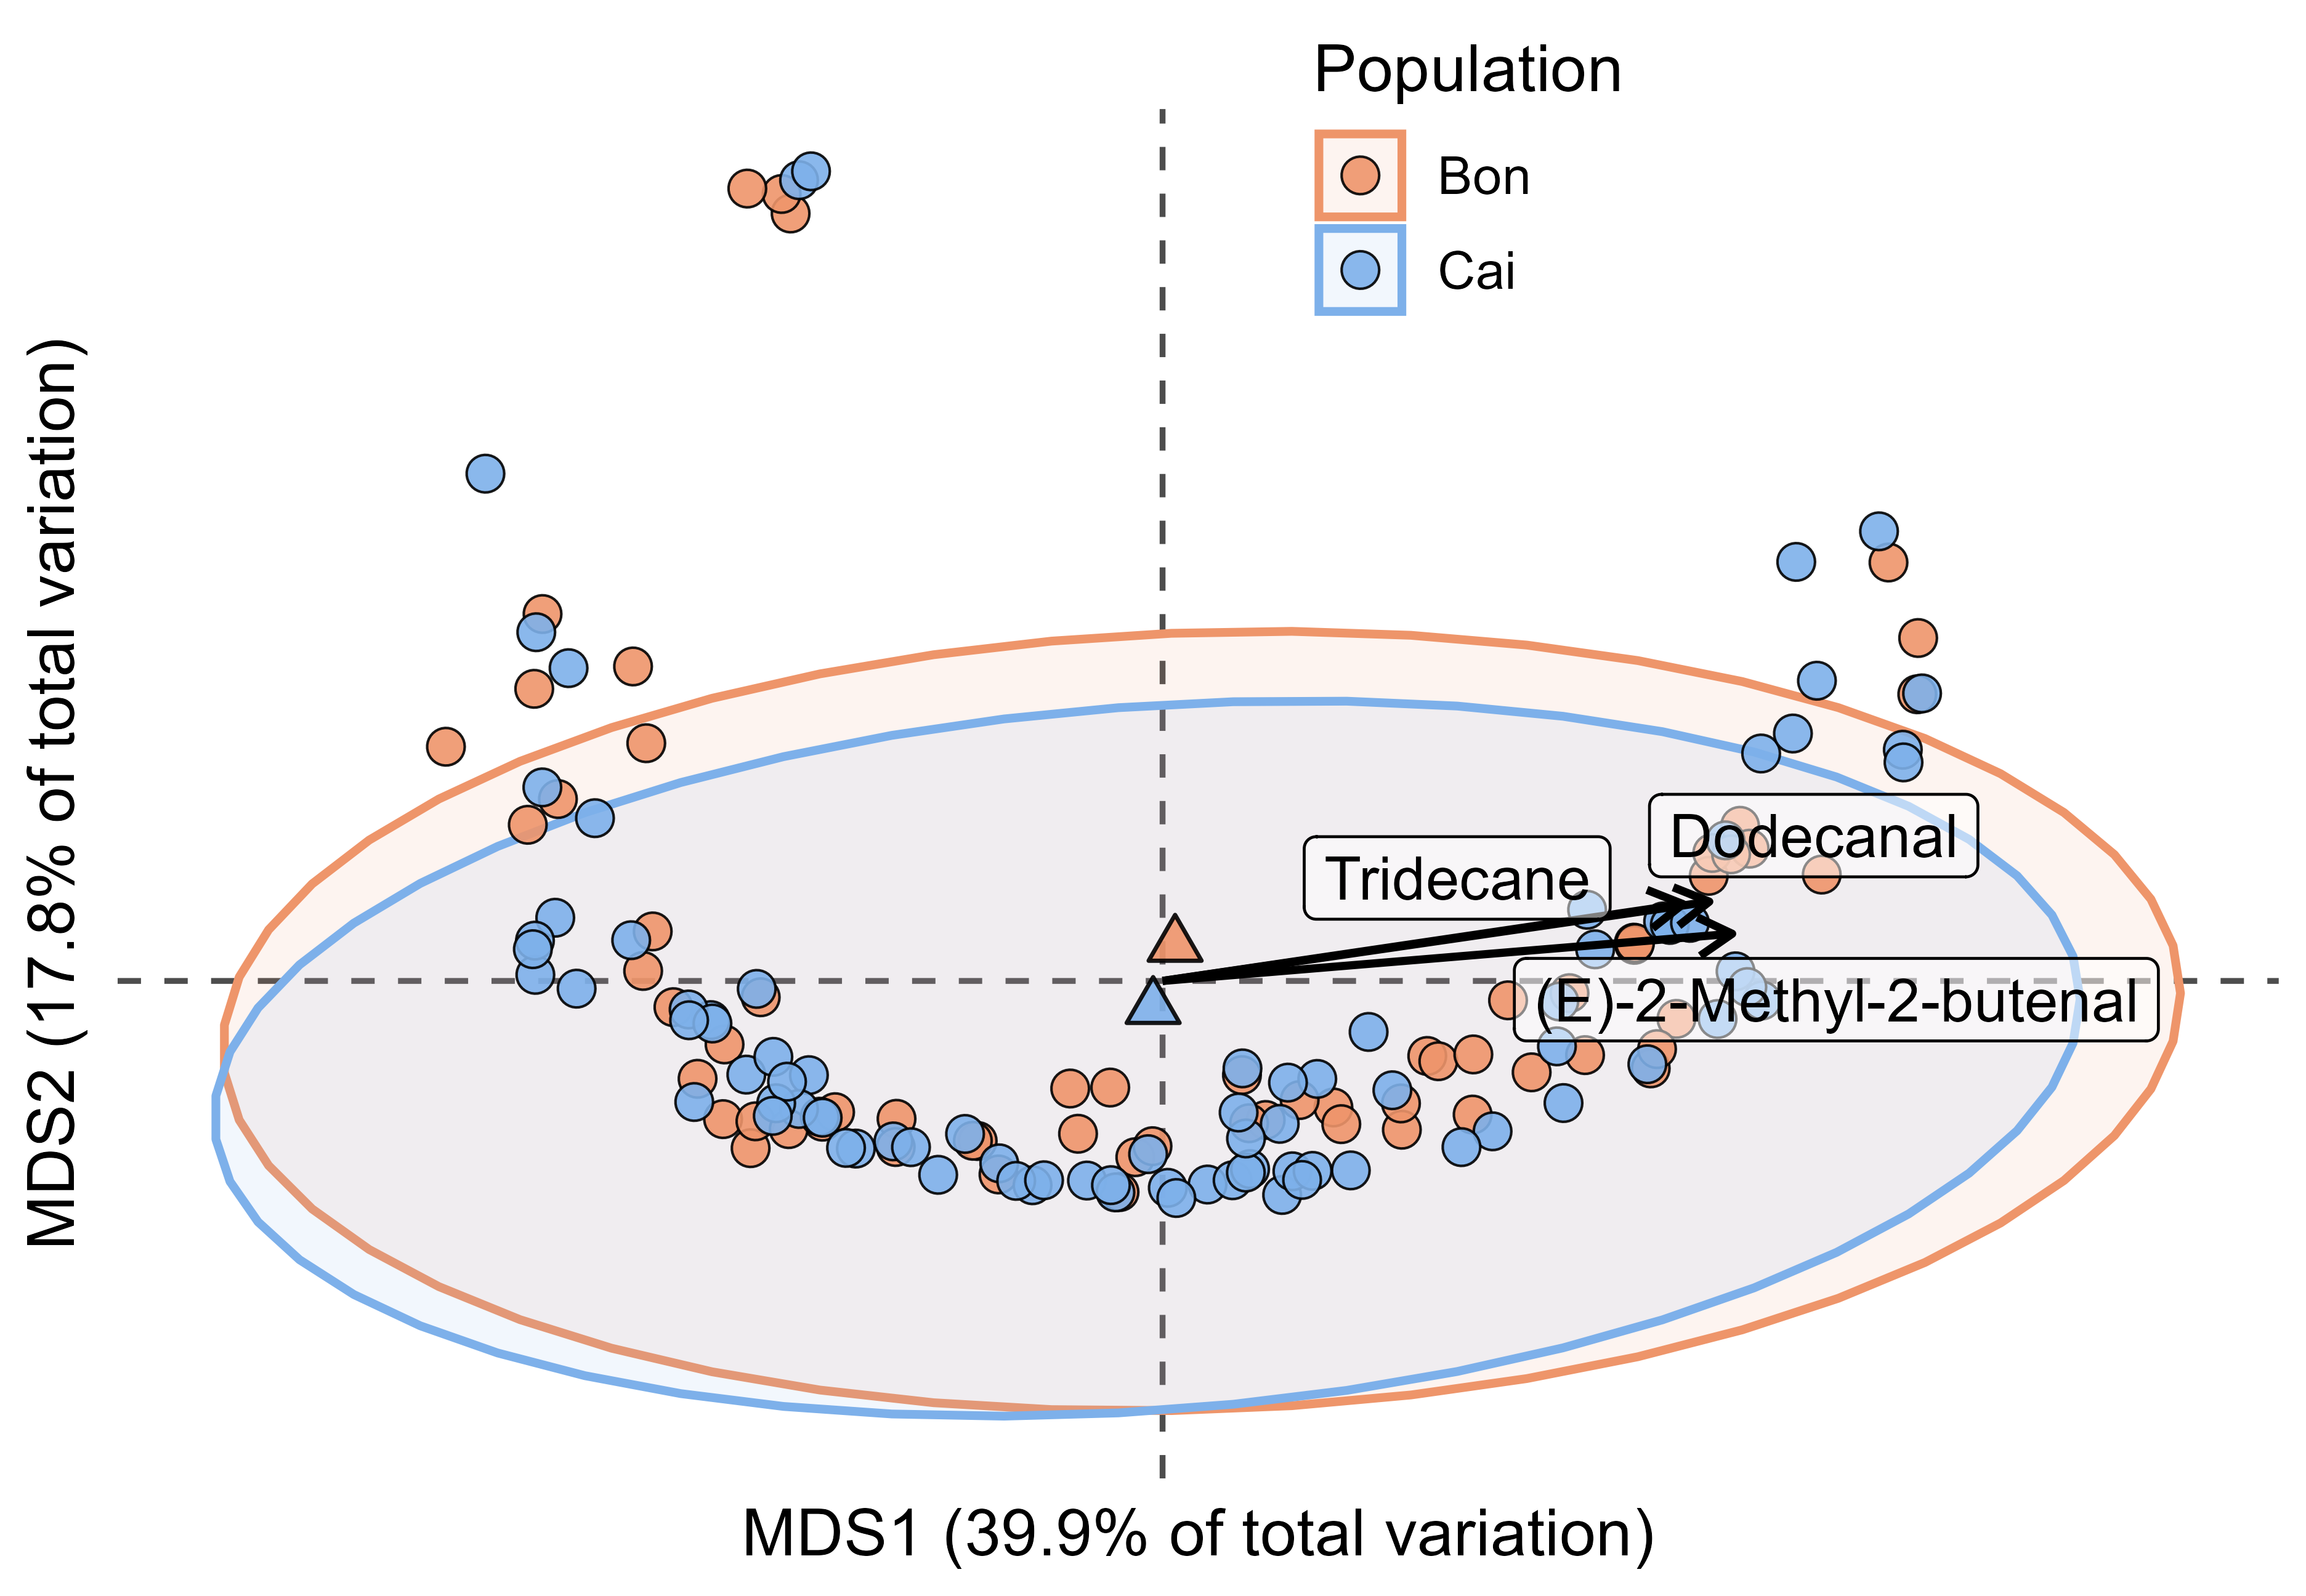 Population
Bon
Cai
MDS2 (17.8% of total variation)
Dodecanal
Tridecane
(E)-2-Methyl-2-butenal
MDS1 (39.9% of total variation)